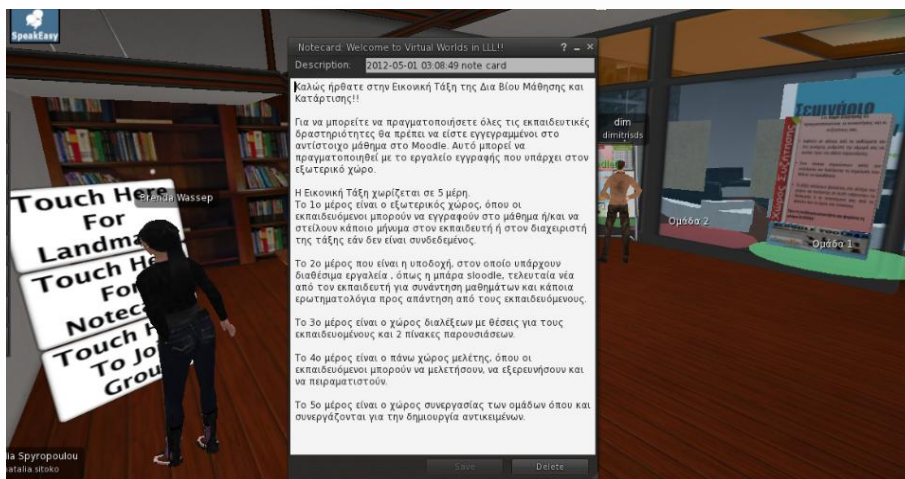 SpeakEasy
Notecard: Welcome to Virtual Worlds in LLL!!
Description: 2012-05-01 03:08:49 note card
Καλώς ήρθατε στην Εικονική Τάξη της Δια Βίου Μάθησης και
Κατάρτισης!!
Για να μπορείτε να πραγματοποιήσετε όλες τις εκπαιδευτικές
δραστηριότητες θα πρέπει να είστε εγγεγραμμένοι στο
αντίστοιχο μάθημα στο Moodle. Αυτό μπορεί να
πραγματοποιηθεί με το εργαλείο εγγραφής που υπάρχει στον
εξωτερικό χώρο.
Η Εικονική Τάξη χωρίζεται σε 5 μέρη.
Το 1ο μέρος είναι ο εξωτερικός χώρος, όπου οι
εκπαιδευόμενοι μπορούν να εγγραφούν στο μάθημα ή/και να
στείλουν κάποιο μήνυμα στον εκπαιδευτή ή στον διαχειριστή
της τάξης εάν δεν είναι συνδεδεμένος.
Το 2ο μέρος που είναι η υποδοχή, στον οποίο υπάρχουν
διαθέσιμα εργαλεία , όπως η μπάρα sloodle, τελευταία νέα
από τον εκπαιδευτή για συνάντηση μαθημάτων και κάποια
ερωτηματολόγια προς απάντηση από τους εκπαιδευόμενους.
Το 3ο μέρος είναι ο χώρος διαλέξεων με θέσεις για τους
εκπαιδευομένους και 2 πίνακες παρουσιάσεων.
Το 4ο μέρος είναι ο πάνω χώρος μελέτης, όπου οι
εκπαιδευόμενοι μπορούν να μελετήσουν, να εξερευνήσουν και
να πειραματιστούν.
Το 5ο μέρος είναι ο χώρος συνεργασίας των ομάδων όπου και
συνεργάζονται για την δημιουργία αντικειμένων.
Save Delete
Touch Here
For
Brenda Wassep
Touch
For
Touch
To
dim
dimitrisds
Ομάδα 2
Χώρος Συζήτησης
Ομάδα 1
Spyropoulou
natalia.sitoko